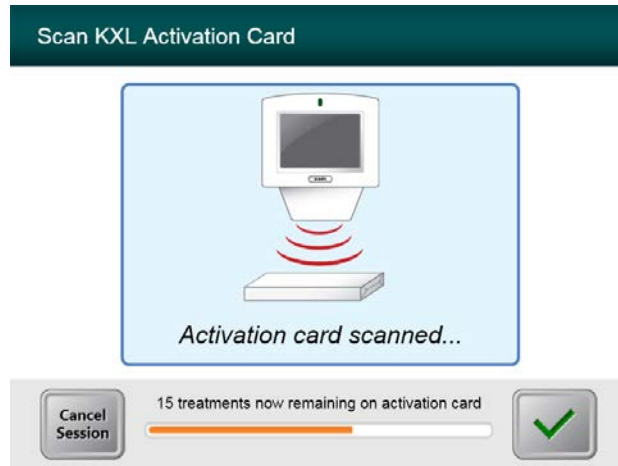 Scan KXL Activation Card
Activation card scanned...
15 treatments now remaining on activation card
Cancel
Session